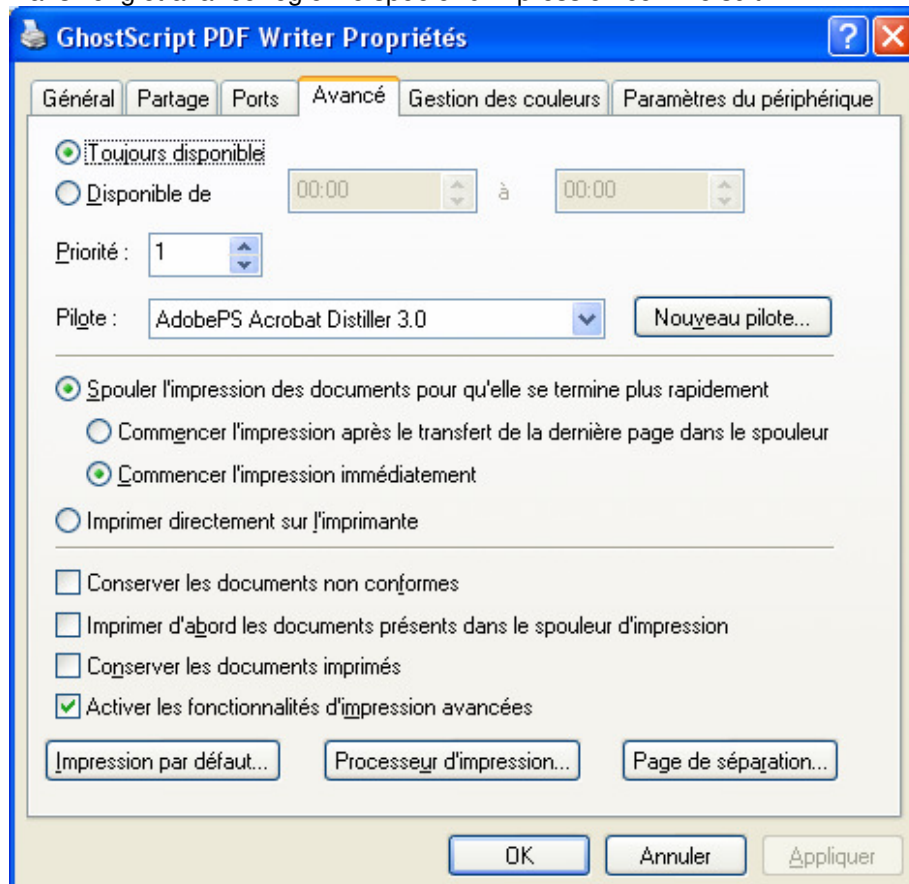 GhostScript PDF Writer Propriétés
Général Partage Ports Avancé Gestion des couleurs Paramètres du périphérique
Toujours disponible
Disponible de 00:00 à 00:00
Priorité : 1
Pilote : AdobePS Acrobat Distiller 3.0 Nouveau pilote...
Spouler l'impression des documents pour qu'elle se termine plus rapidement
Commencer l'impression après le transfert de la dernière page dans le spouleur
Commencer l'impression immédiatement
Imprimer directement sur l'imprimante
Conserver les documents non conformes
Imprimer d'abord les documents présents dans le spouleur d'impression
Conserver les documents imprimés
Activer les fonctionnalités d'impression avancées
Impression par défaut... Processeur d'impression... Page de séparation...
OK Annuler Appliquer